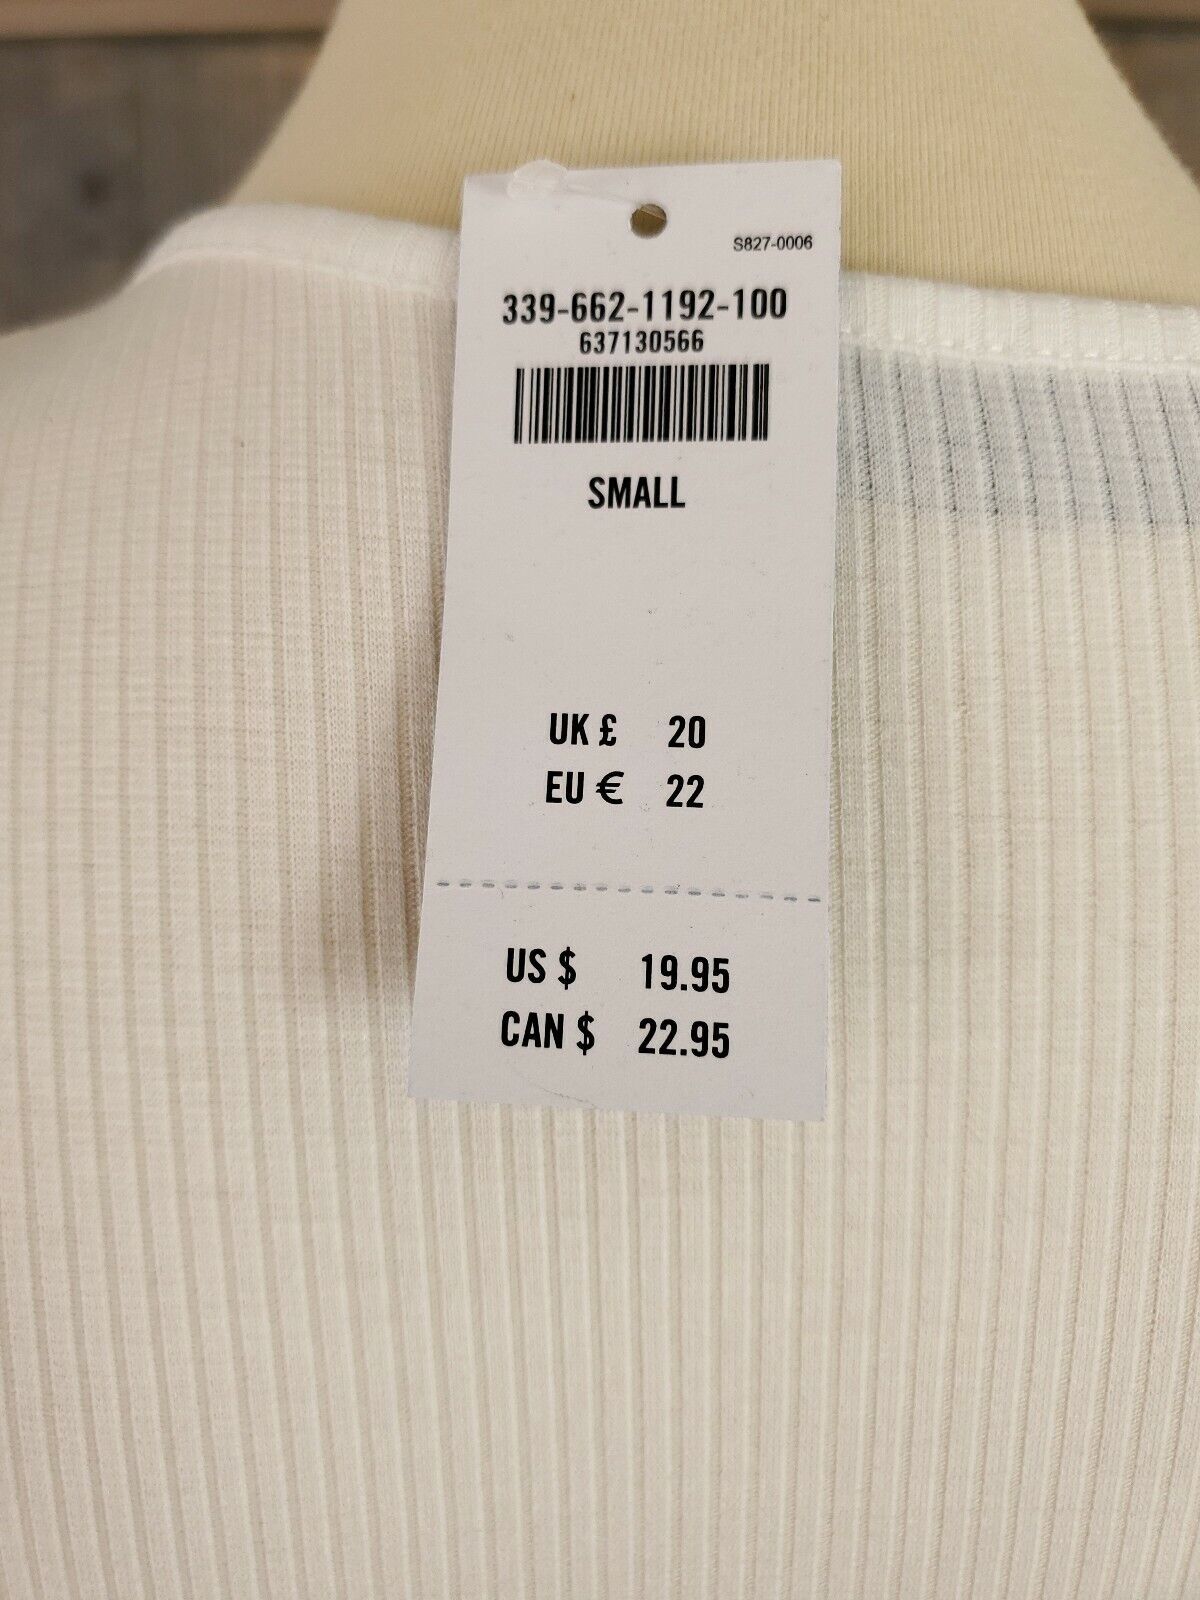 S827-0006
339-662-1192-100
637130566
SMALL
UK £ 20
EU € 22
US $ 19.95
CAN $ 22.95